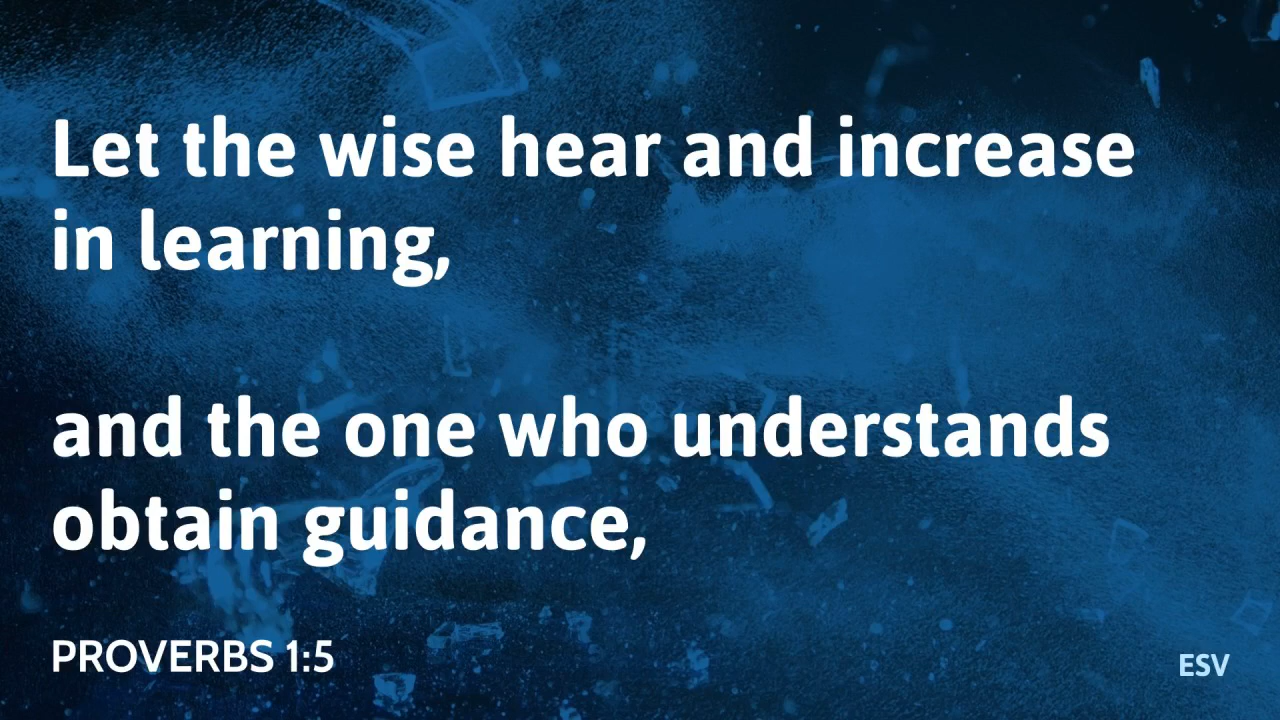 Let the wise hear and increase
in learning,
and the one who understands
obtain guidance,
PROVERBS 1:5
ESV